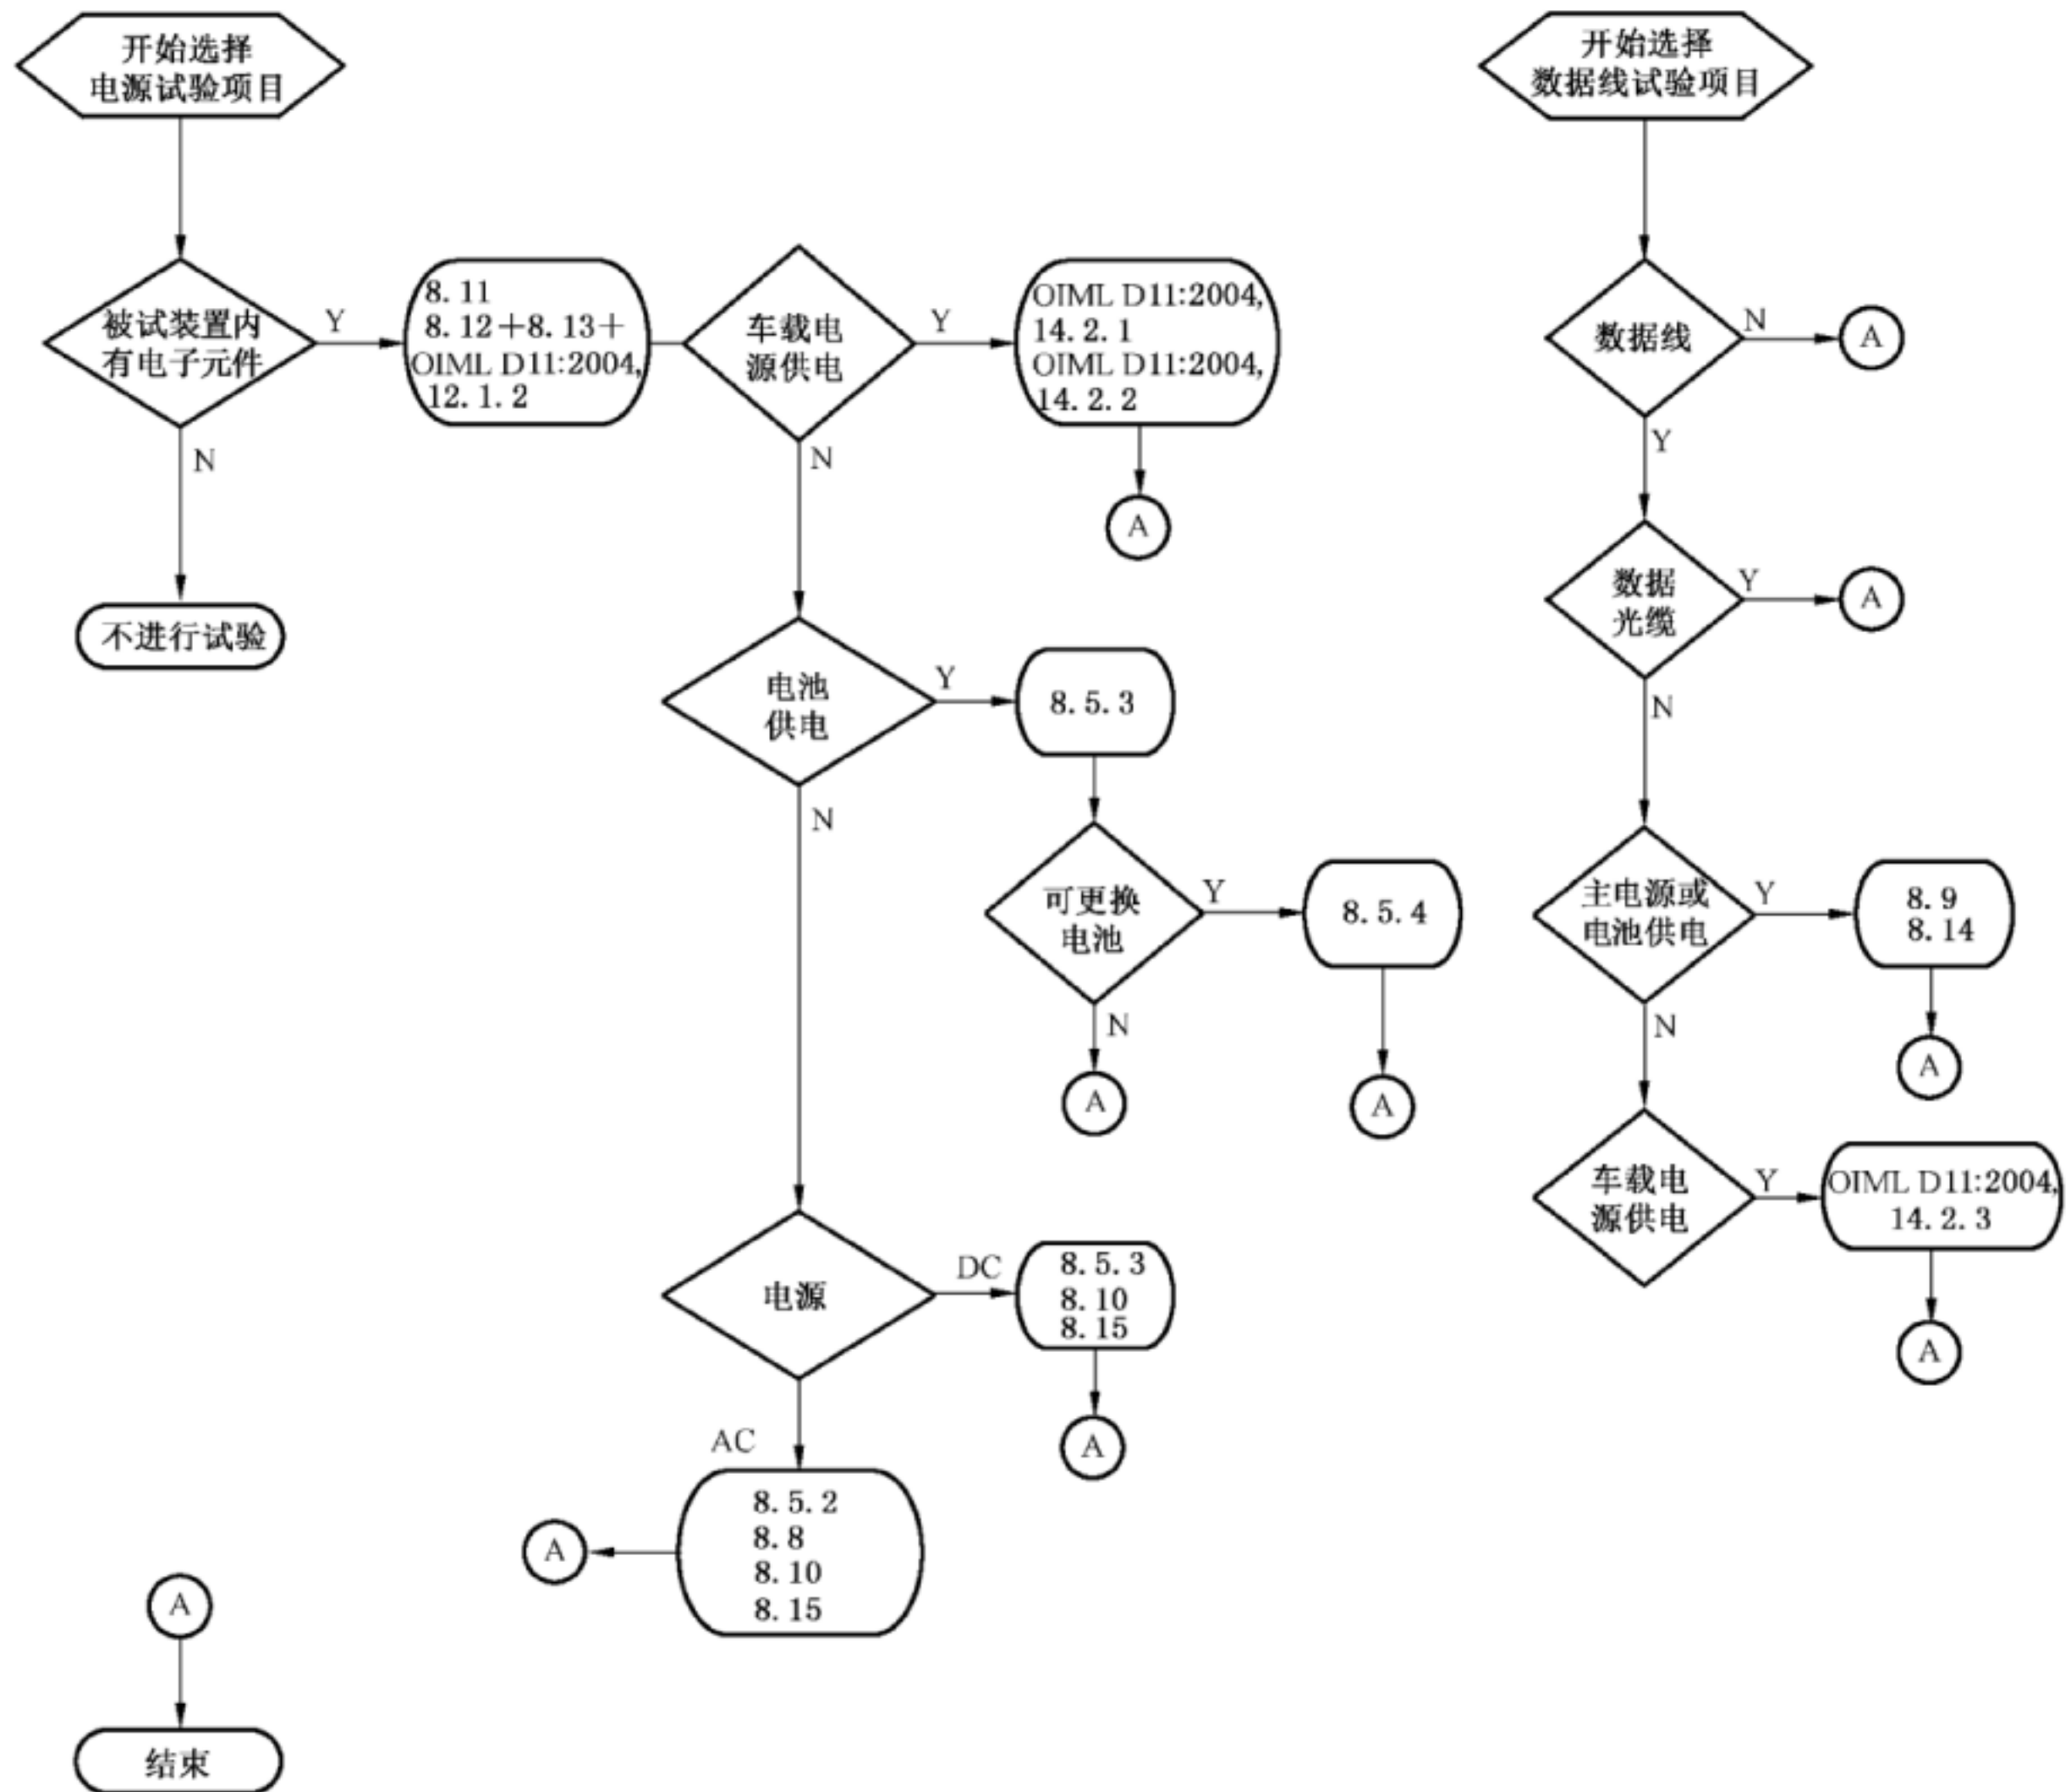 开始选择
电源试验项目
被试装置内
有电子元件
Y
N
不进行试验
8.11
8.12+8.13+
OIML D11:2004,
12.1.2
车载电
源供电
Y
N
OIML D11:2004,
14.2.1
OIML D11:2004,
14.2.2
A
电池
供电
Y
N
8.5.3
可更换
电池
Y
N
8.5.4
A
A
电源
DC
AC
8.5.3
8.10
8.15
A
8.5.2
8.8
8.10
8.15
A
A
结束
开始选择
数据线试验项目
数据线
N
A
Y
数据
光缆
Y
A
N
主电源或
电池供电
Y
8.9
8.14
A
N
车载电
源供电
Y
OIML D11:2004,
14.2.3
A